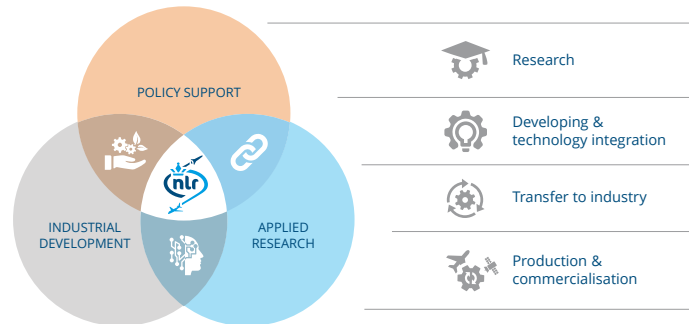 POLICY SUPPORT
nlr
INDUSTRIAL
DEVELOPMENT
APPLIED
RESEARCH
Research
Developing &
technology integration
Transfer to industry
Production &
commercialisation